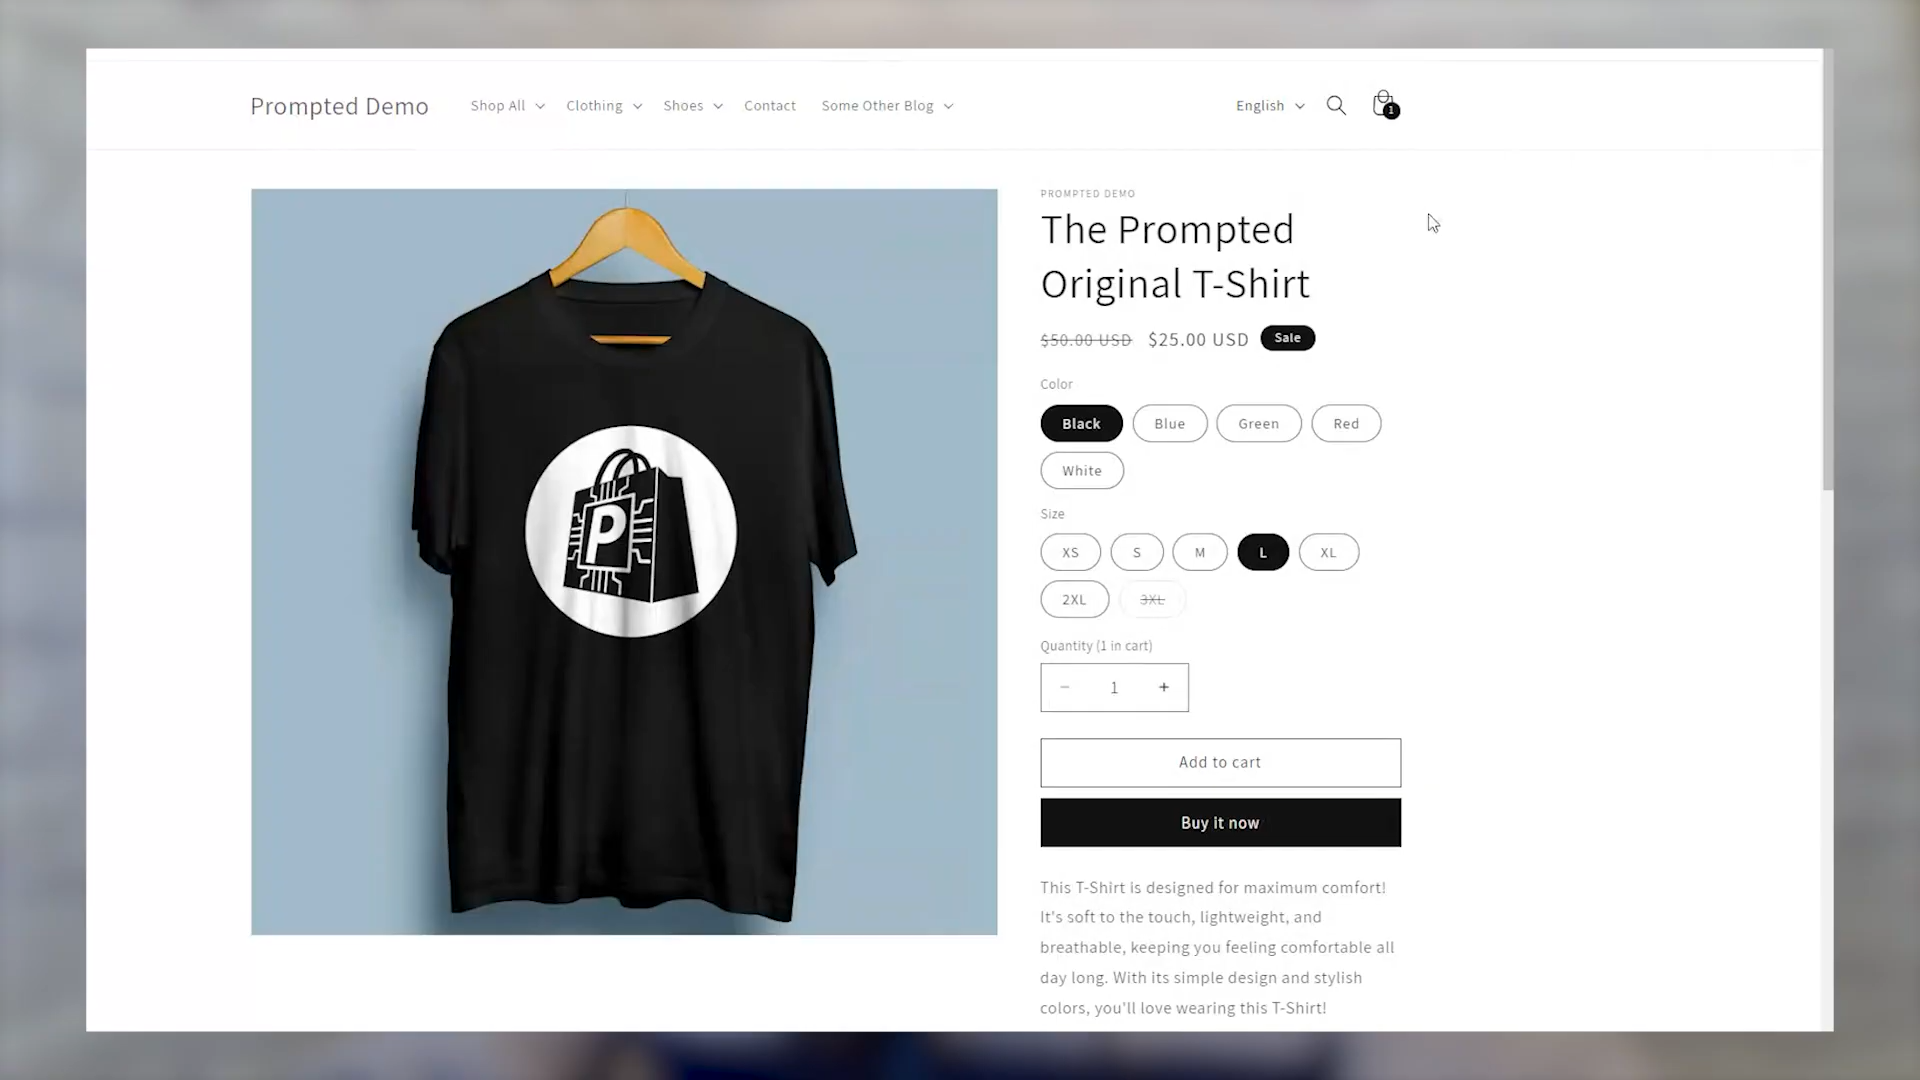 Prompted Demo Shop All Clothing Shoes Contact Some Other Blog English 1
PROMPTED DEMO
The Prompted
Original T-Shirt
$50.00 USD $25.00 USD Sale
Color
Black Blue Green Red
White
Size
XS S M L XL
2XL 3XL
Quantity (1 in cart)
− 1 +
Add to cart
Buy it now
This T-Shirt is designed for maximum comfort!
It's soft to the touch, lightweight, and
breathable, keeping you feeling comfortable all
day long. With its simple design and stylish
colors, you'll love wearing this T-Shirt!
P